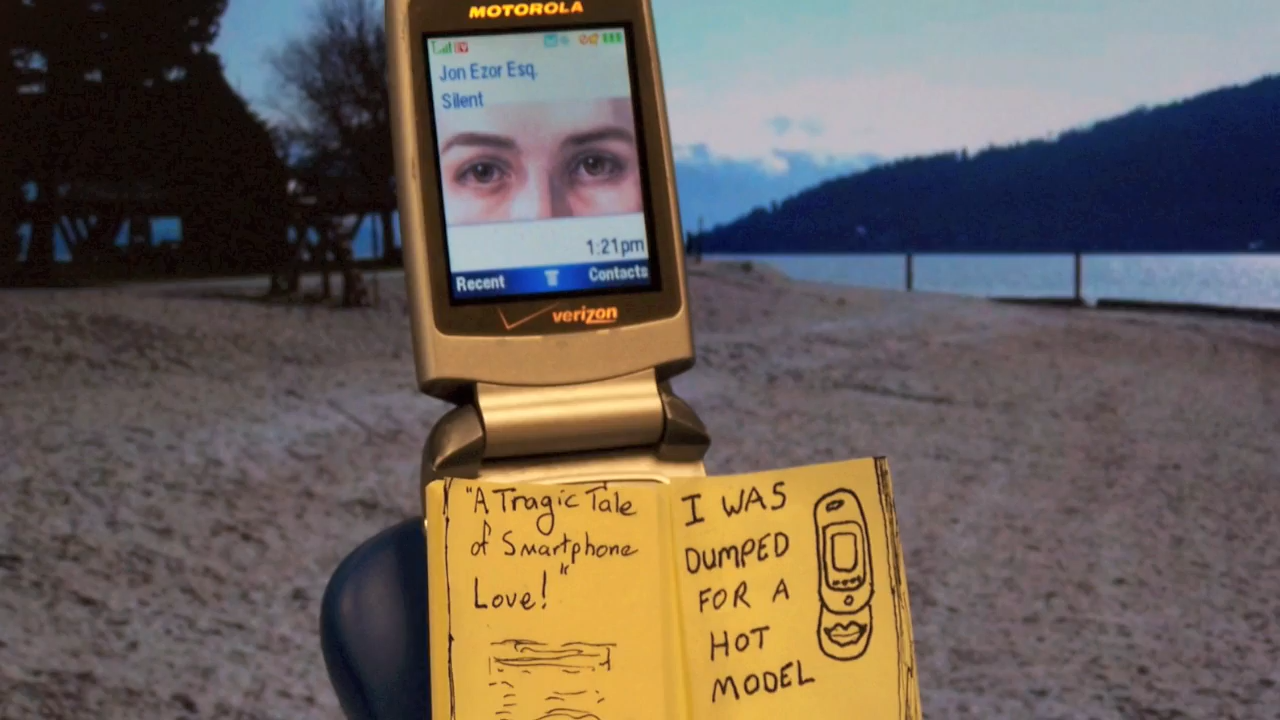 MOTOROLA
EV
Jon Ezor Esq.
Silent
1:21pm
Recent Contacts
verizon
"A Tragic Tale
of Smartphone
Love!"
I WAS
DUMPED
FOR A
HOT
MODEL